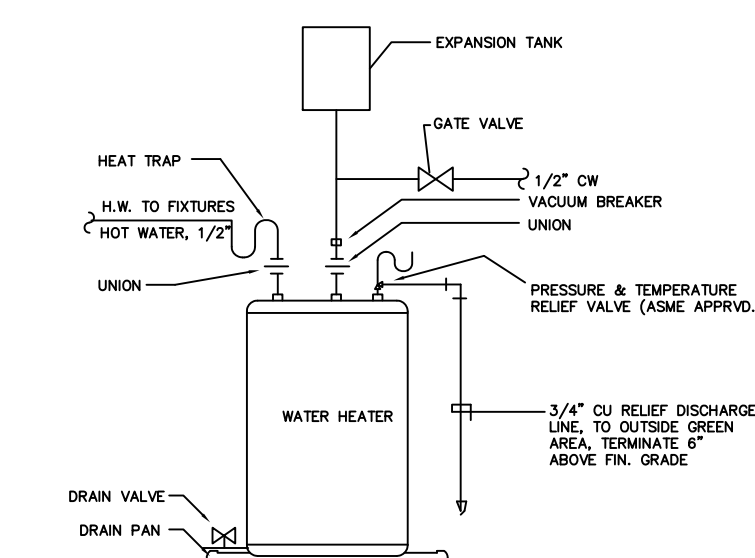 EXPANSION TANK
GATE VALVE
HEAT TRAP
1/2" CW
VACUUM BREAKER
H.W. TO FIXTURES
UNION
HOT WATER, 1/2"
UNION
PRESSURE & TEMPERATURE
RELIEF VALVE (ASME APPRVD.
WATER HEATER
3/4" CU RELIEF DISCHARGE
LINE, TO OUTSIDE GREEN
AREA, TERMINATE 6"
ABOVE FIN. GRADE
DRAIN VALVE
DRAIN PAN